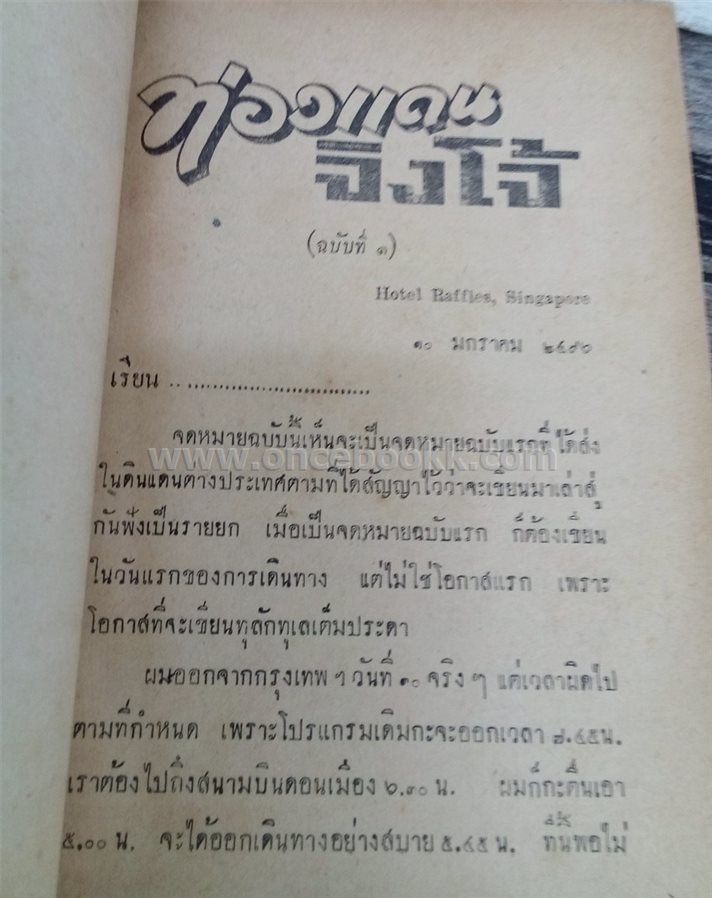 ท่องแดน
จิงโจ้
(ฉบับที่ ๑)
Hotel Raffles, Singapore
๑๐ มกราคม ๒๔๙๖
เรียน ................................
จดหมายฉบับนี้เห็นจะเป็นจดหมายฉบับแรกที่ได้ส่ง
www.oncebookk.com
ในดินแดนต่างประเทศตามที่ได้สัญญาไว้ว่าจะเขียนมาเล่าสู่
กันฟังเป็นรายยก เมื่อเป็นจดหมายฉบับแรก ก็ต้องเขียน
ในวันแรกของการเดินทาง แต่ไม่ใช่โอกาสแรก เพราะ
โอกาสที่จะเขียนทุลักทุเลเต็มประดา
ผมออกจากกรุงเทพ ฯ วันที่ ๑๐ จริง ๆ แต่เวลาผิดไป
ตามที่กำหนด เพราะโปรแกรมเดิมกะจะออกเวลา ๗.๔๕น.
เราต้องไปถึงสนามบินดอนเมือง ๖.๓๐ น. ผมก็กะตื่นเอา
๕.๐๐ น. จะได้ออกเดินทางอย่างสบาย ๕.๔๕ น. ทีนี้พอไม่